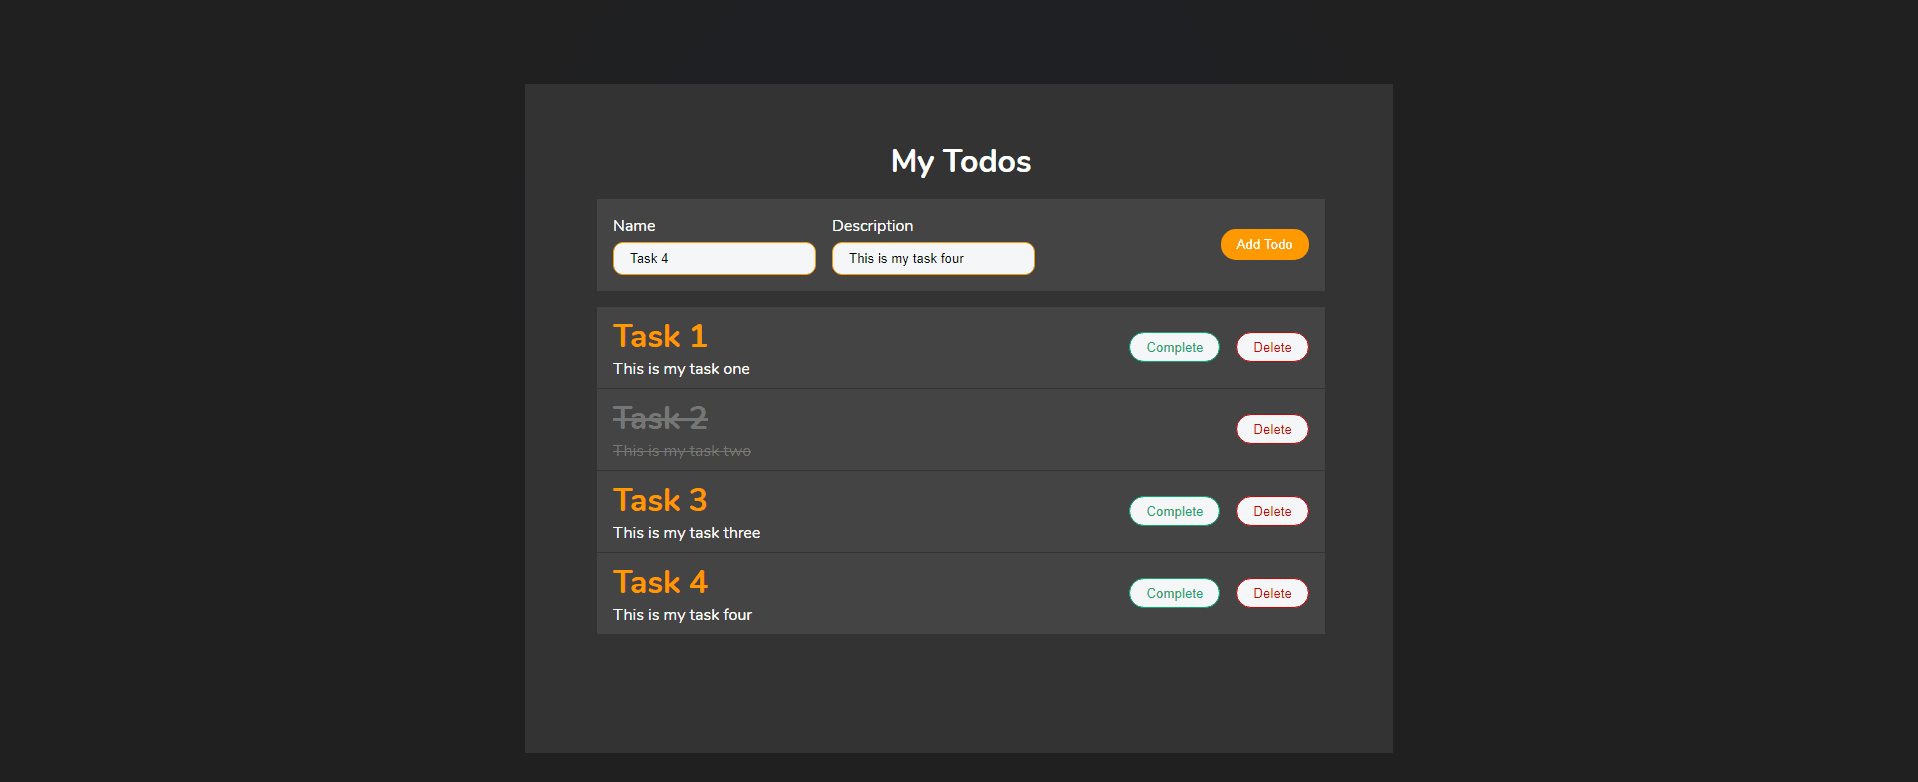 My Todos
Name Description
Task 4 This is my task four Add Todo
Task 1
Complete Delete
This is my task one
Task 2
Delete
This is my task two
Task 3
Complete Delete
This is my task three
Task 4
Complete Delete
This is my task four